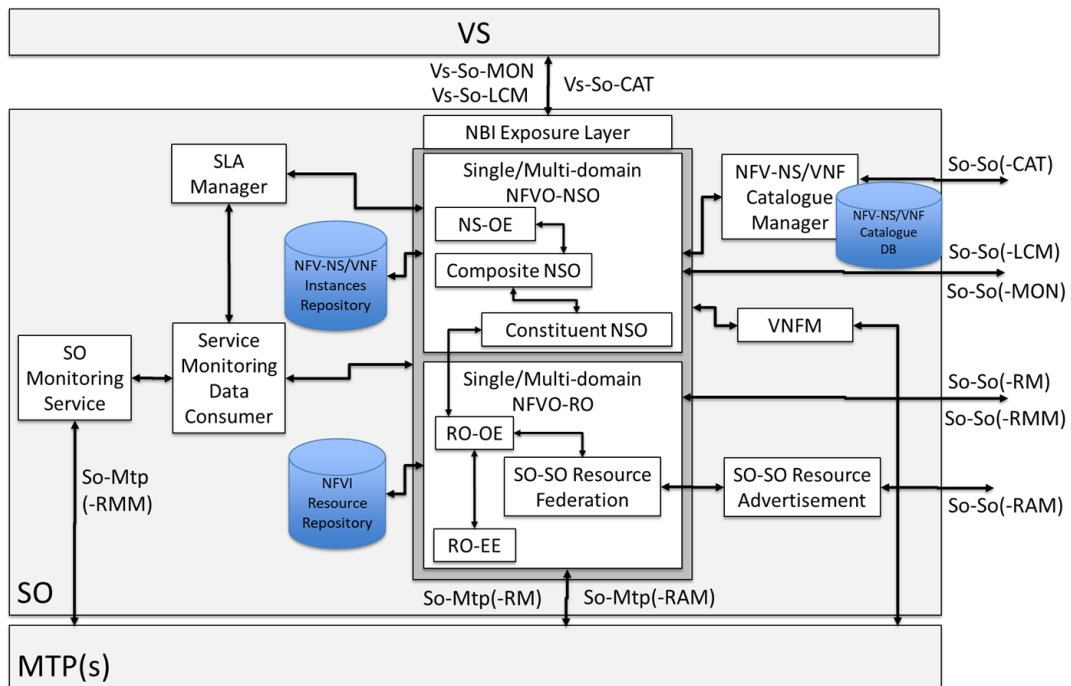 VS
Vs-So-MON
Vs-So-LCM
Vs-So-CAT
NBI Exposure Layer
SLA
Manager
Single/Multi-domain
NFVO-NSO
NS-OE
Composite NSO
Constituent NSO
NFV-NS/VNF
Catalogue
Manager
NFV-NS/VNF
Catalogue
DB
So-So(-CAT)
So-So(-LCM)
So-So(-MON)
NFV-NS/VNF
Instances
Repository
VNFM
SO
Monitoring
Service
Service
Monitoring
Data
Consumer
Single/Multi-domain
NFVO-RO
RO-OE
SO-SO Resource
Federation
RO-EE
So-So(-RM)
So-So(-RMM)
So-Mtp
(-RMM)
NFVI
Resource
Repository
SO-SO Resource
Advertisement
So-So(-RAM)
SO
So-Mtp(-RM)
So-Mtp(-RAM)
MTP(s)